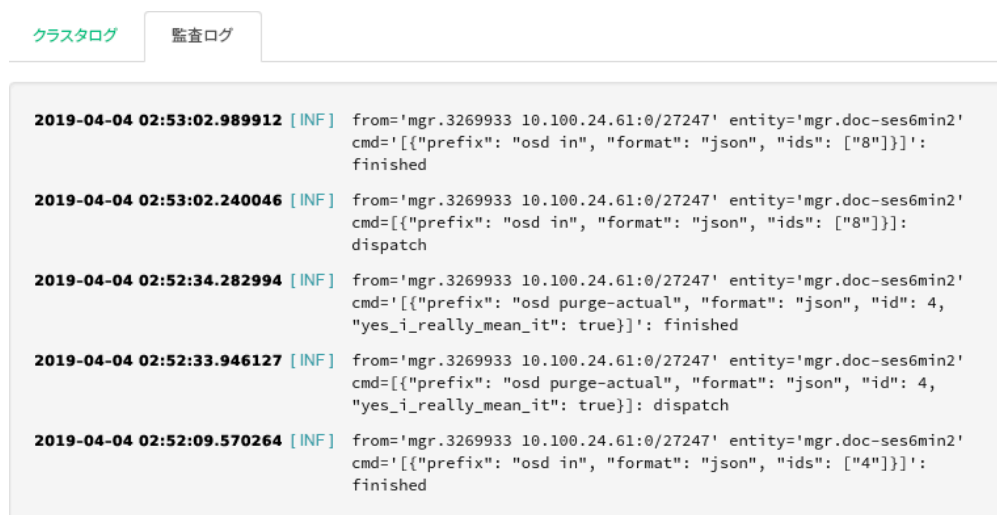 クラスタログ 監査ログ
2019-04-04 02:53:02.989912 [INF] from='mgr.3269933 10.100.24.61:0/27247' entity='mgr.doc-ses6min2'
cmd='[{"prefix": "osd in", "format": "json", "ids": ["8"]}]':
finished
2019-04-04 02:53:02.240046 [INF] from='mgr.3269933 10.100.24.61:0/27247' entity='mgr.doc-ses6min2'
cmd=[{"prefix": "osd in", "format": "json", "ids": ["8"]}]:
dispatch
2019-04-04 02:52:34.282994 [INF] from='mgr.3269933 10.100.24.61:0/27247' entity='mgr.doc-ses6min2'
cmd='[{"prefix": "osd purge-actual", "format": "json", "id": 4,
"yes_i_really_mean_it": true}]': finished
2019-04-04 02:52:33.946127 [INF] from='mgr.3269933 10.100.24.61:0/27247' entity='mgr.doc-ses6min2'
cmd=[{"prefix": "osd purge-actual", "format": "json", "id": 4,
"yes_i_really_mean_it": true}]: dispatch
2019-04-04 02:52:09.570264 [INF] from='mgr.3269933 10.100.24.61:0/27247' entity='mgr.doc-ses6min2'
cmd='[{"prefix": "osd in", "format": "json", "ids": ["4"]}]':
finished